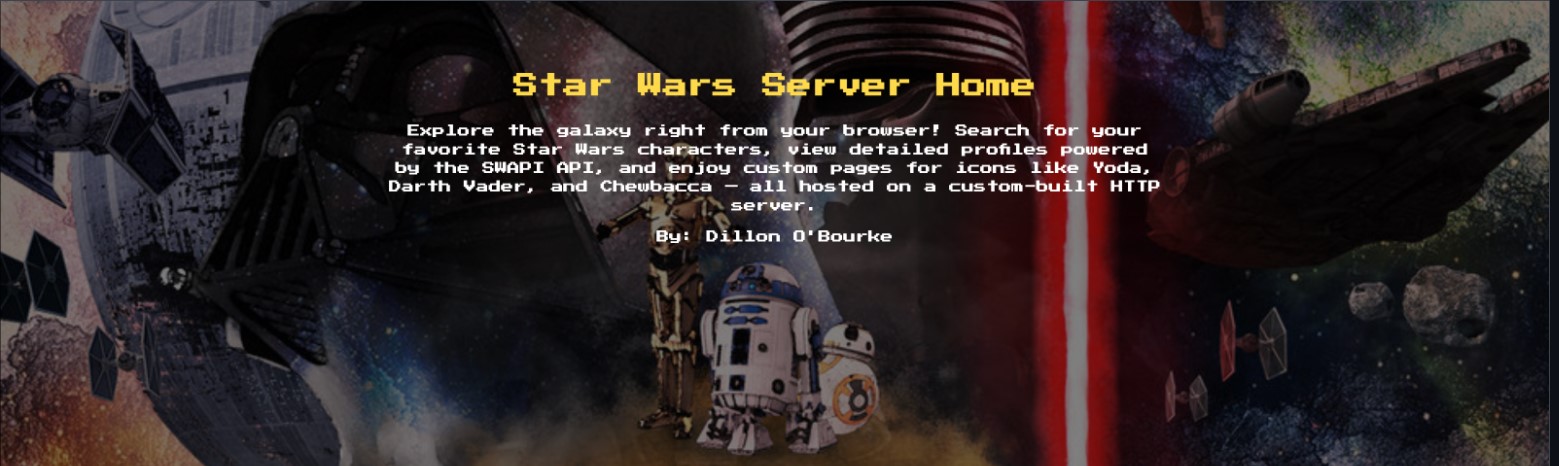 Star Wars Server Home
Explore the galaxy right from your browser! Search for your
favorite Star Wars characters, view detailed profiles powered
by the SWAPI API, and enjoy custom pages for icons like Yoda,
Darth Vader, and Chewbacca — all hosted on a custom-built HTTP
server.
By: Dillon O'Bourke